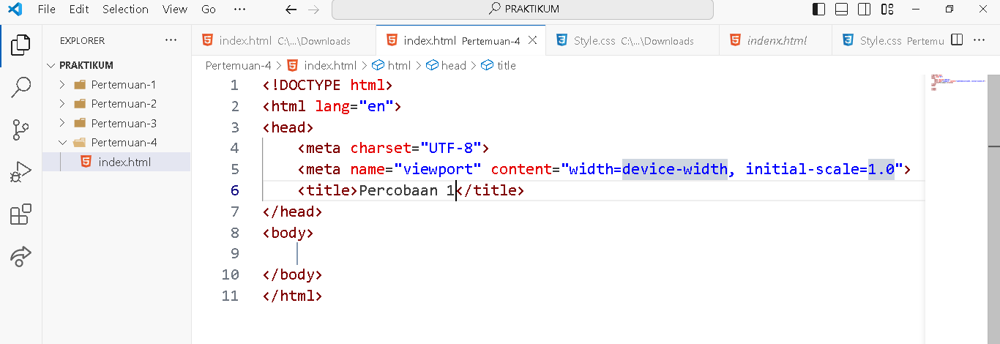 File Edit Selection View Go ··· PRAKTIKUM
EXPLORER ···
PRAKTIKUM
Pertemuan-1
Pertemuan-2
Pertemuan-3
Pertemuan-4
index.html
index.html C:\...\Downloads index.html Pertemuan-4 Style.css C:\...\Downloads indenx.html Style.css Pertemu ···
Pertemuan-4 > index.html > html > head > title
1 <!DOCTYPE html>
2 <html lang="en">
3 <head>
4 <meta charset="UTF-8">
5 <meta name="viewport" content="width=device-width, initial-scale=1.0">
6 <title>Percobaan 1</title>
7 </head>
8 <body>
9
10 </body>
11 </html>